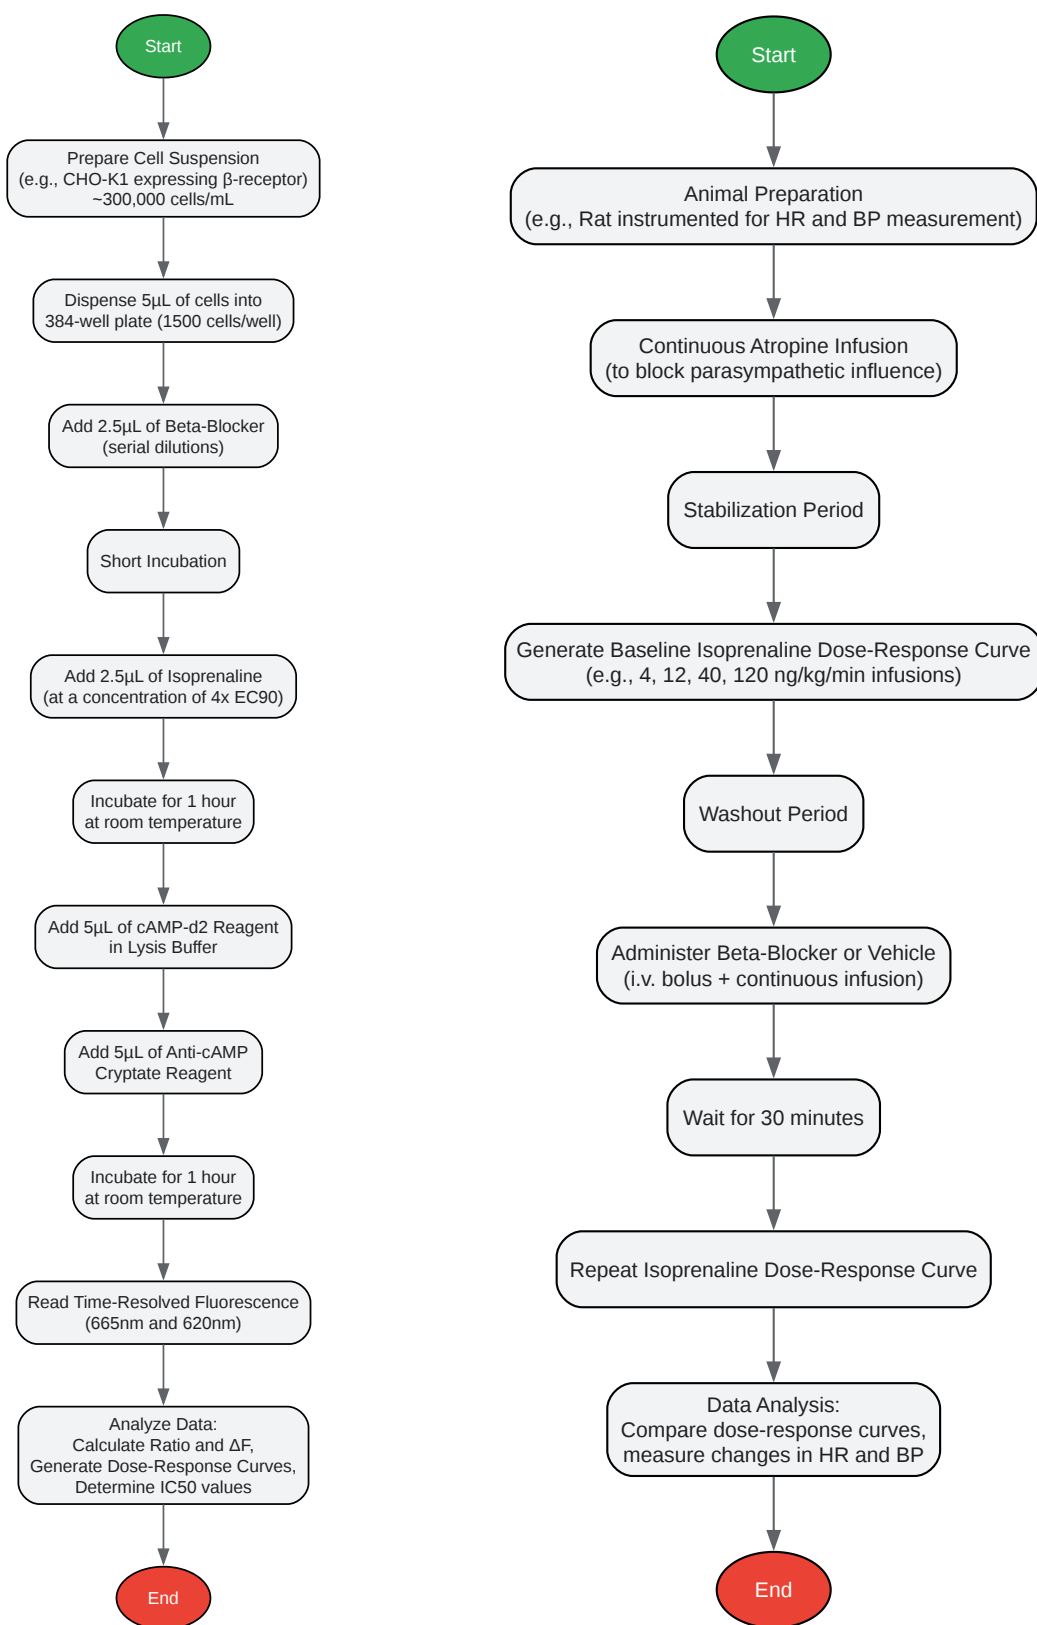 Start
Prepare Cell Suspension
(e.g., CHO-K1 expressing β-receptor)
~300,000 cells/mL
Dispense 5µL of cells into
384-well plate (1500 cells/well)
Add 2.5µL of Beta-Blocker
(serial dilutions)
Short Incubation
Add 2.5µL of Isoprenaline
(at a concentration of 4x EC90)
Incubate for 1 hour
at room temperature
Add 5µL of cAMP-d2 Reagent
in Lysis Buffer
Add 5µL of Anti-cAMP
Cryptate Reagent
Incubate for 1 hour
at room temperature
Read Time-Resolved Fluorescence
(665nm and 620nm)
Analyze Data:
Calculate Ratio and ΔF,
Generate Dose-Response Curves,
Determine IC50 values
End
Start
Animal Preparation
(e.g., Rat instrumented for HR and BP measurement)
Continuous Atropine Infusion
(to block parasympathetic influence)
Stabilization Period
Generate Baseline Isoprenaline Dose-Response Curve
(e.g., 4, 12, 40, 120 ng/kg/min infusions)
Washout Period
Administer Beta-Blocker or Vehicle
(i.v. bolus + continuous infusion)
Wait for 30 minutes
Repeat Isoprenaline Dose-Response Curve
Data Analysis:
Compare dose-response curves,
measure changes in HR and BP
End